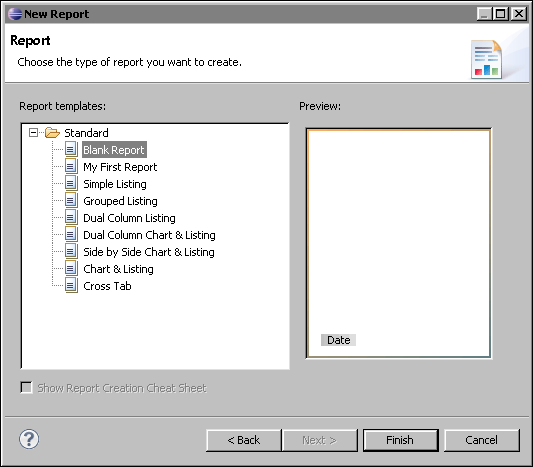 New Report
Report
Choose the type of report you want to create.
Report templates:
Preview:
Standard
Blank Report
My First Report
Simple Listing
Grouped Listing
Dual Column Listing
Dual Column Chart & Listing
Side by Side Chart & Listing
Chart & Listing
Cross Tab
Date
Show Report Creation Cheat Sheet
?
< Back
Next >
Finish
Cancel